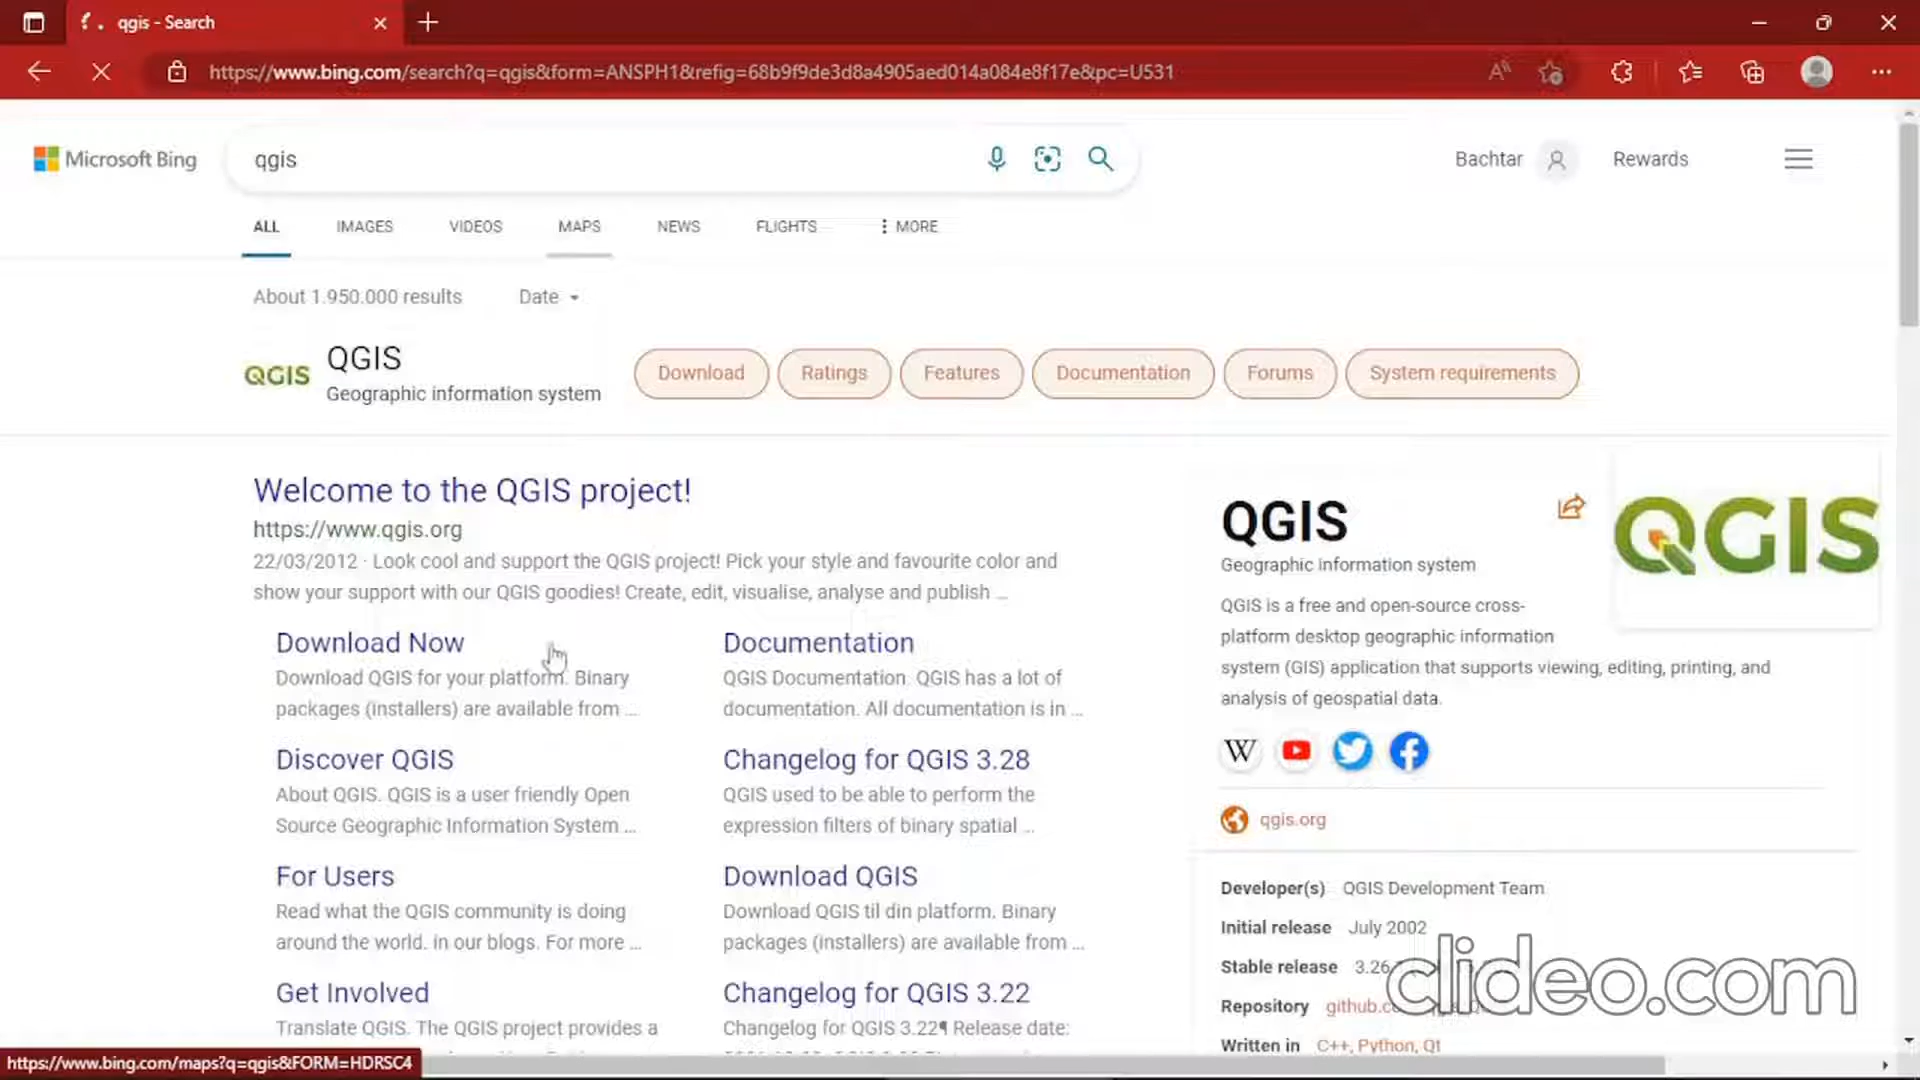 qgis - Search
https://www.bing.com/search?q=qgis&form=ANSPH1&refig=68b9f9de3d8a4905aed014a084e8f17e&pc=U531
Microsoft Bing
qgis
Bachtar
Rewards
ALL IMAGES VIDEOS MAPS NEWS FLIGHTS MORE
About 1.950.000 results Date
QGIS
QGIS
Geographic information system
Download Ratings Features Documentation Forums System requirements
Welcome to the QGIS project!
https://www.qgis.org
22/03/2012 · Look cool and support the QGIS project! Pick your style and favourite color and
show your support with our QGIS goodies! Create, edit, visualise, analyse and publish ...
Download Now
Download QGIS for your platform. Binary
packages (installers) are available from ...
Documentation
QGIS Documentation. QGIS has a lot of
documentation. All documentation is in ...
Discover QGIS
About QGIS. QGIS is a user friendly Open
Source Geographic Information System ...
Changelog for QGIS 3.28
QGIS used to be able to perform the
expression filters of binary spatial ...
For Users
Read what the QGIS community is doing
around the world. in our blogs. For more ...
Download QGIS
Download QGIS til din platform. Binary
packages (installers) are available from ...
Get Involved
Translate QGIS. The QGIS project provides a
Changelog for QGIS 3.22
Changelog for QGIS 3.22¶ Release date:
QGIS
QGIS
Geographic information system
QGIS is a free and open-source cross-
platform desktop geographic information
system (GIS) application that supports viewing, editing, printing, and
analysis of geospatial data.
W
qgis.org
Developer(s) QGIS Development Team
Initial release July 2002
Stable release 3.26
Repository
Written in C++, Python, Qt
clideo.com
https://www.bing.com/maps?q=qgis&FORM=HDRSC4